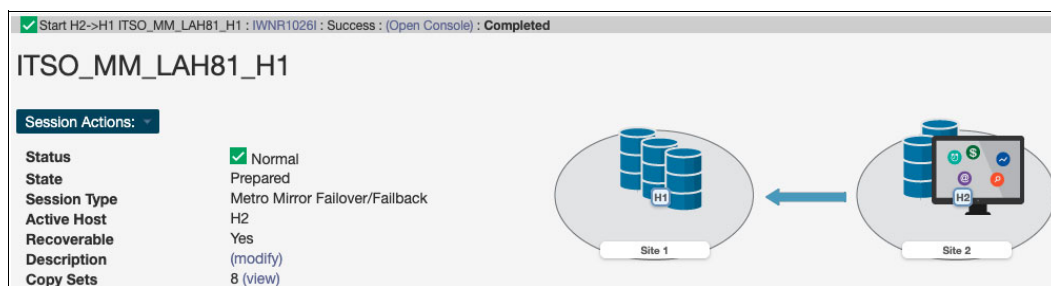 Start H2->H1 ITSO_MM_LAH81_H1 : IWNR1026I : Success : (Open Console) : Completed
ITSO_MM_LAH81_H1
Session Actions:
Status Normal
State Prepared
Session Type Metro Mirror Failover/Failback
Active Host H2
Recoverable Yes
Description (modify)
Copy Sets 8 (view)
H1
Site 1
$
@
H2
Site 2